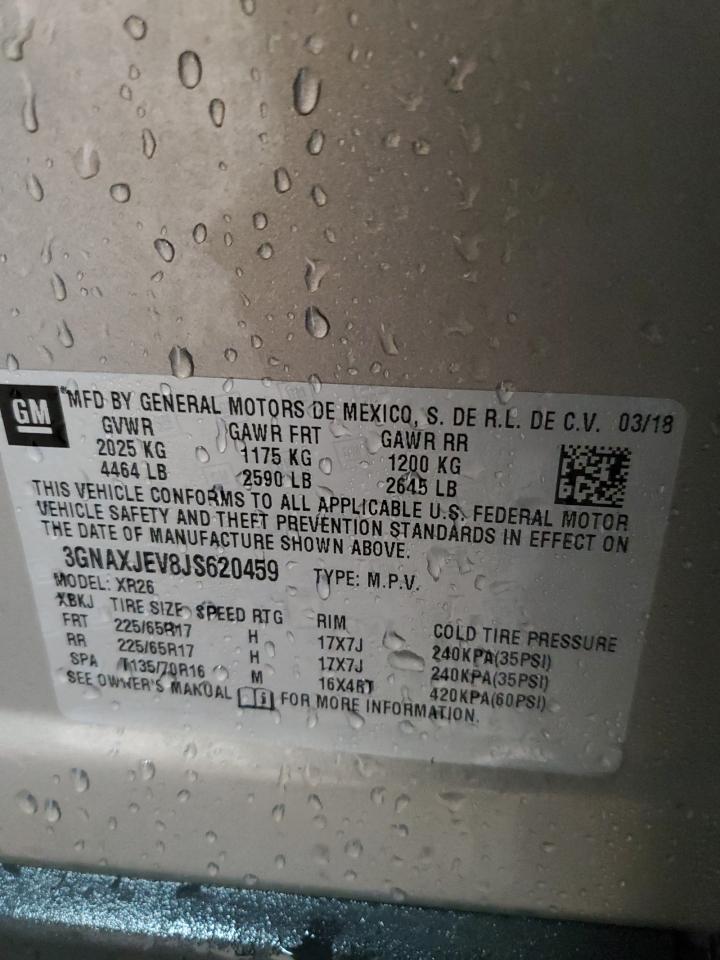 GM
MFD BY GENERAL MOTORS DE MEXICO, S. DE R.L. DE C.V. 03/18
GVWR GAWR FRT GAWR RR
2025 KG 1175 KG 1200 KG
4464 LB 2590 LB 2645 LB
THIS VEHICLE CONFORMS TO ALL APPLICABLE U.S. FEDERAL MOTOR
VEHICLE SAFETY AND THEFT PREVENTION STANDARDS IN EFFECT ON
THE DATE OF MANUFACTURE SHOWN ABOVE.
3GNAXJEV8JS620459 TYPE: M.P.V.
MODEL: XR26
XBKJ TIRE SIZE SPEED RTG RIM COLD TIRE PRESSURE
FRT 225/65R17 H 17X7J 240KPA(35PSI)
RR 225/65R17 H 17X7J 240KPA(35PSI)
SPA T135/70R16 M 16X4BT 420KPA(60PSI)
SEE OWNER'S MANUAL FOR MORE INFORMATION.